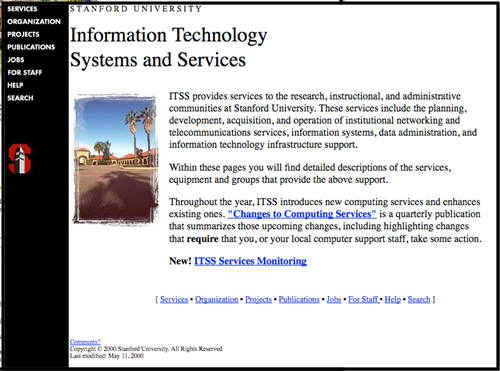 SERVICES
ORGANIZATION
PROJECTS
PUBLICATIONS
JOBS
FOR STAFF
HELP
SEARCH
STANFORD UNIVERSITY
Information Technology
Systems and Services
ITSS provides services to the research, instructional, and administrative
communities at Stanford University. These services include the planning,
development, acquisition, and operation of institutional networking and
telecommunications services, information systems, data administration, and
information technology infrastructure support.
Within these pages you will find detailed descriptions of the services,
equipment and groups that provide the above support.
Throughout the year, ITSS introduces new computing services and enhances
existing ones. "Changes to Computing Services" is a quarterly publication
that summarizes those upcoming changes, including highlighting changes
that require that you, or your local computer support staff, take some action.
New! ITSS Services Monitoring
[ Services • Organization • Projects • Publications • Jobs • For Staff • Help • Search ]
Comments?
Copyright © 2000 Stanford University. All Rights Reserved
Last modified: May 11, 2000